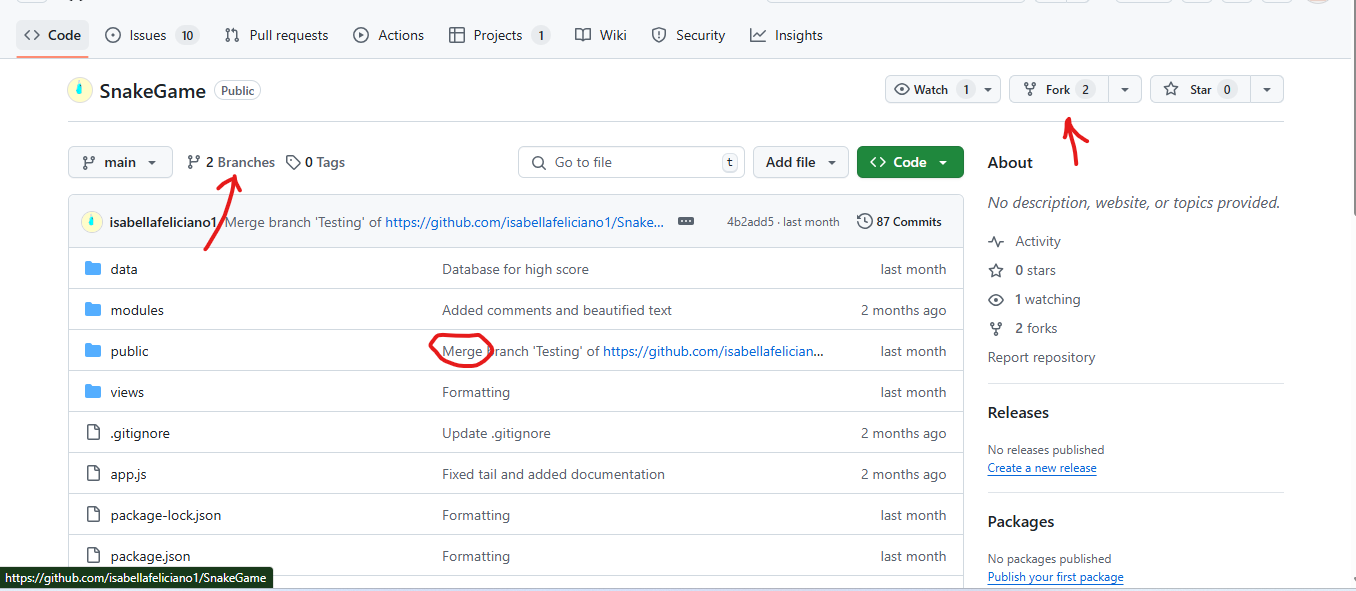 Code Issues 10 Pull requests Actions Projects 1 Wiki Security Insights
SnakeGame Public Watch 1 Fork 2 Star 0
main 2 Branches 0 Tags Go to file t Add file Code
About
No description, website, or topics provided.
isabellafeliciano1 Merge branch 'Testing' of https://github.com/isabellafeliciano1/Snake... 4b2add5 · last month 87 Commits
Activity
data Database for high score last month
0 stars
modules Added comments and beautified text 2 months ago
1 watching
2 forks
public Merge branch 'Testing' of https://github.com/isabellafelician... last month
Report repository
views Formatting last month
Releases
.gitignore Update .gitignore 2 months ago
No releases published
Create a new release
app.js Fixed tail and added documentation 2 months ago
package-lock.json Formatting last month
Packages
package.json Formatting last month
No packages published
Publish your first package
https://github.com/isabellafeliciano1/SnakeGame